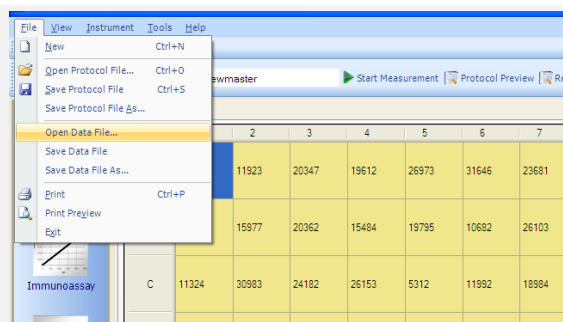 File View Instrument Tools Help
New Ctrl+N
Open Protocol File... Ctrl+O
Save Protocol File Ctrl+S
Save Protocol File As...
Open Data File...
Save Data File
Save Data File As...
Print Ctrl+P
Print Preview
Exit
ewmaster Start Measurement Protocol Preview Re
2 3 4 5 6 7
11923 20347 19612 26973 31646 23681
15977 20362 15484 19795 10682 26103
C 11324 30983 24182 26153 5312 11992 18984
Immunoassay